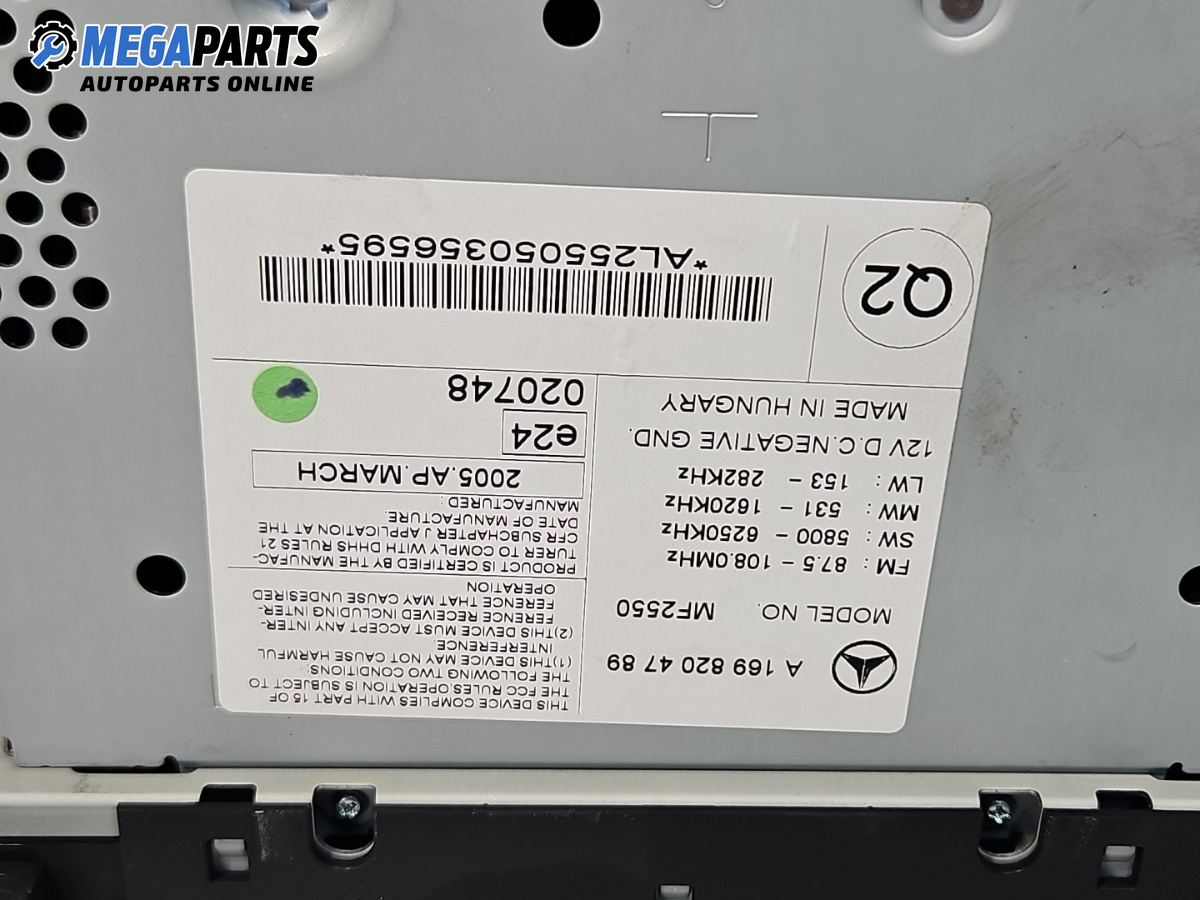 MEGAPARTS
AUTOPARTS ONLINE
A 169 820 47 89
MODEL NO. MF2550
FM : 87.5 – 108.0MHz
SW : 5800 – 6250KHz
MW : 531 – 1620KHz
LW : 153 – 282KHz
12V D.C.NEGATIVE GND.
MADE IN HUNGARY
THIS DEVICE COMPLIES WITH PART 15 OF
THE FCC RULES.OPERATION IS SUBJECT TO
THE FOLLOWING TWO CONDITIONS:
(1)THIS DEVICE MAY NOT CAUSE HARMFUL
INTERFERENCE.
(2)THIS DEVICE MUST ACCEPT ANY INTER-
FERENCE RECEIVED INCLUDING INTER-
FERENCE THAT MAY CAUSE UNDESIRED
OPERATION
PRODUCT IS CERTIFIED BY THE MANUFAC-
TURER TO COMPLY WITH DHHS RULES 21
CFR SUBCHAPTER J APPLICATION AT THE
DATE OF MANUFACTURE.
MANUFACTURED :
2005.AP.MARCH
e24
020748
Q2
*AL255050356595*